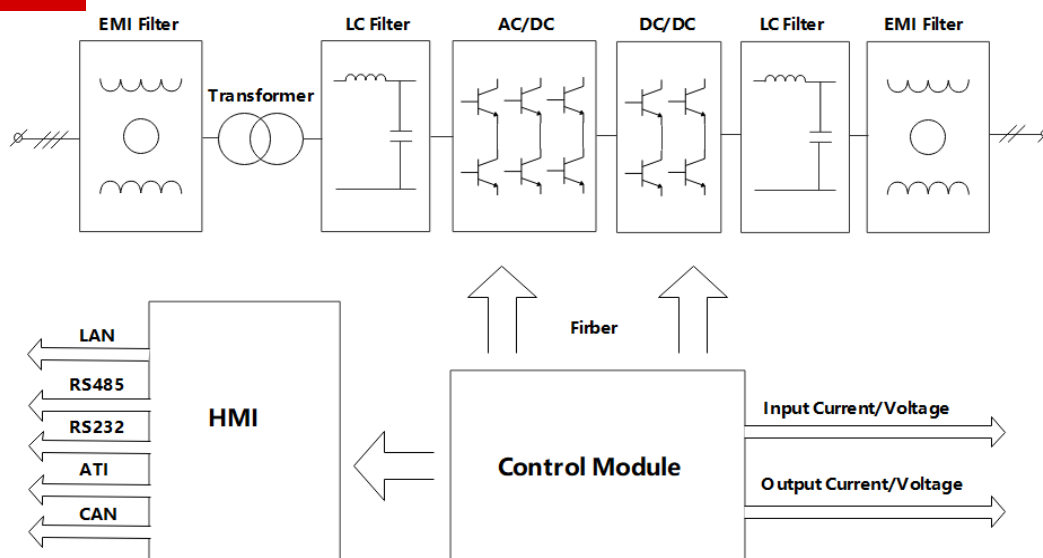 EMI Filter
LC Filter
AC/DC
DC/DC
LC Filter
EMI Filter
Transformer
Firber
LAN
RS485
RS232
ATI
CAN
HMI
Control Module
Input Current/Voltage
Output Current/Voltage